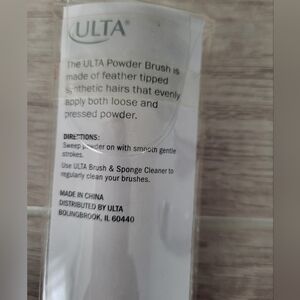 ULTA
The ULTA Powder Brush is
made of feather tipped
synthetic hairs that evenly
apply both loose and
pressed powder.
DIRECTIONS:
Sweep powder on with smooth gentle
strokes.
Use ULTA Brush & Sponge Cleaner to
regularly clean your brushes.
MADE IN CHINA
DISTRIBUTED BY ULTA
BOLINGBROOK, IL 60440